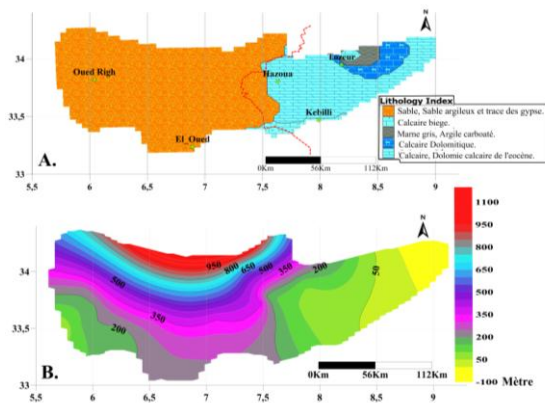 A.
34
33,5
33
Oued Righ
El_Oued
Hazoua
Tozeur
Kebilli
N
Lithology Index:
Sable, Sable argileux et trace des gypse.
Calcaire biege.
Marne gris, Argile carbouté.
Calcaire Dolomitique.
Calcaire, Dolomie calcaire de l'eocène.
0Km 56Km 112Km
5,5 6 6,5 7 7,5 8 8,5 9
B.
34
33,5
33
500
350
200
950
800
650
500
350
200
50
N
0Km 56Km 112Km
5,5 6 6,5 7 7,5 8 8,5 9
1100
950
800
650
500
350
200
50
-100 Mètre